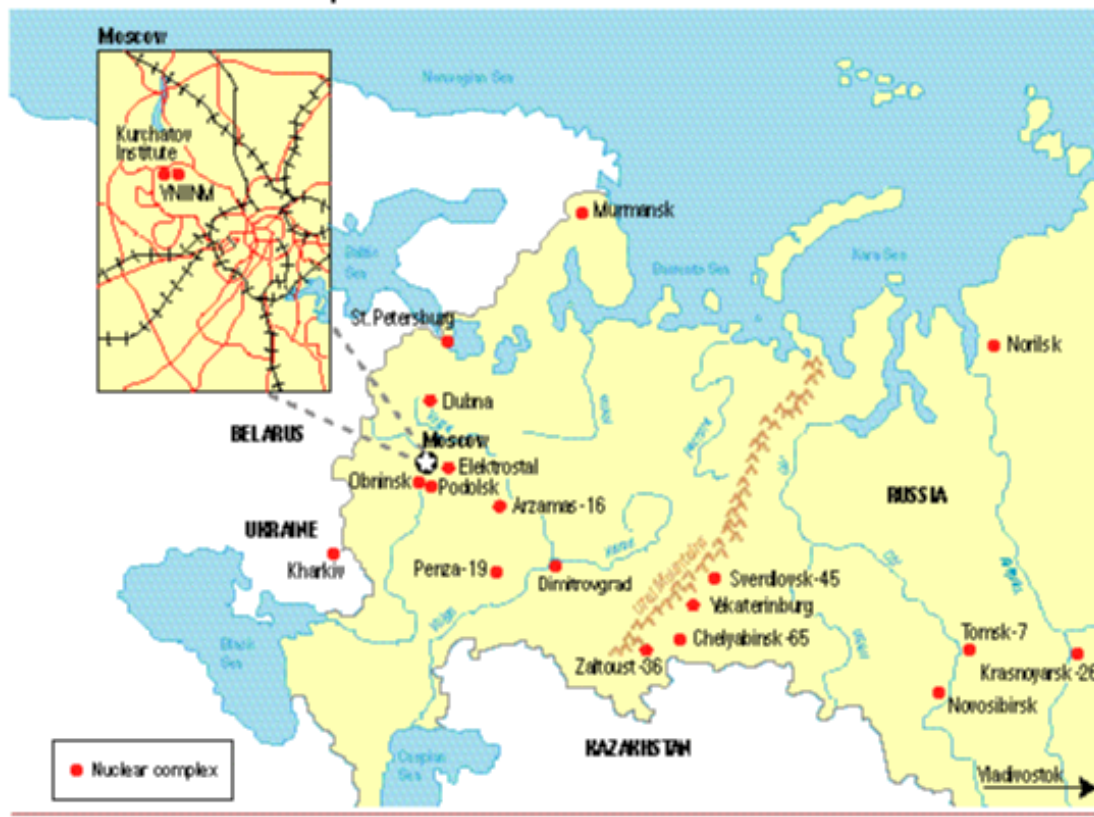 Moscow
Kurchatov
Institute
VNIINM
Norwegian Sea
Murmansk
Baltic
Sea
Barents Sea
Kara Sea
St. Petersburg
Norilsk
Dubna
BELARUS
Moscow
Elektrostal
Obninsk
Podolsk
RUSSIA
Arzamas-16
UKRAINE
Kharkiv
Penza-19
Dimitrovgrad
Ural Mountains
Sverdlovsk-45
Yekaterinburg
Volga
Black
Sea
Chelyabinsk-65
Zaltoust-36
Tomsk-7
Krasnoyarsk-26
Novosibirsk
KAZAKHSTAN
Caspian
Sea
Nuclear complex
Vladivostok